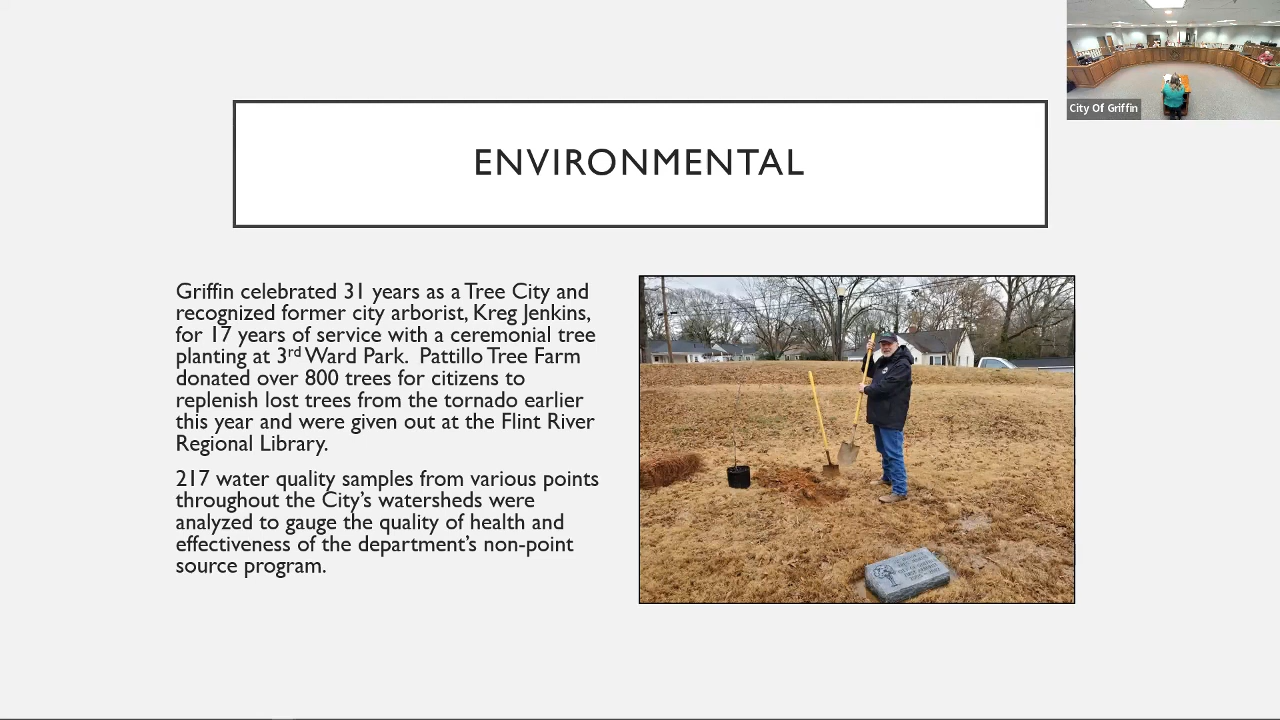 City Of Griffin
ENVIRONMENTAL
Griffin celebrated 31 years as a Tree City and
recognized former city arborist, Kreg Jenkins,
for 17 years of service with a ceremonial tree
planting at 3rd Ward Park. Pattillo Tree Farm
donated over 800 trees for citizens to
replenish lost trees from the tornado earlier
this year and were given out at the Flint River
Regional Library.
217 water quality samples from various points
throughout the City's watersheds were
analyzed to gauge the quality of health and
effectiveness of the department's non-point
source program.